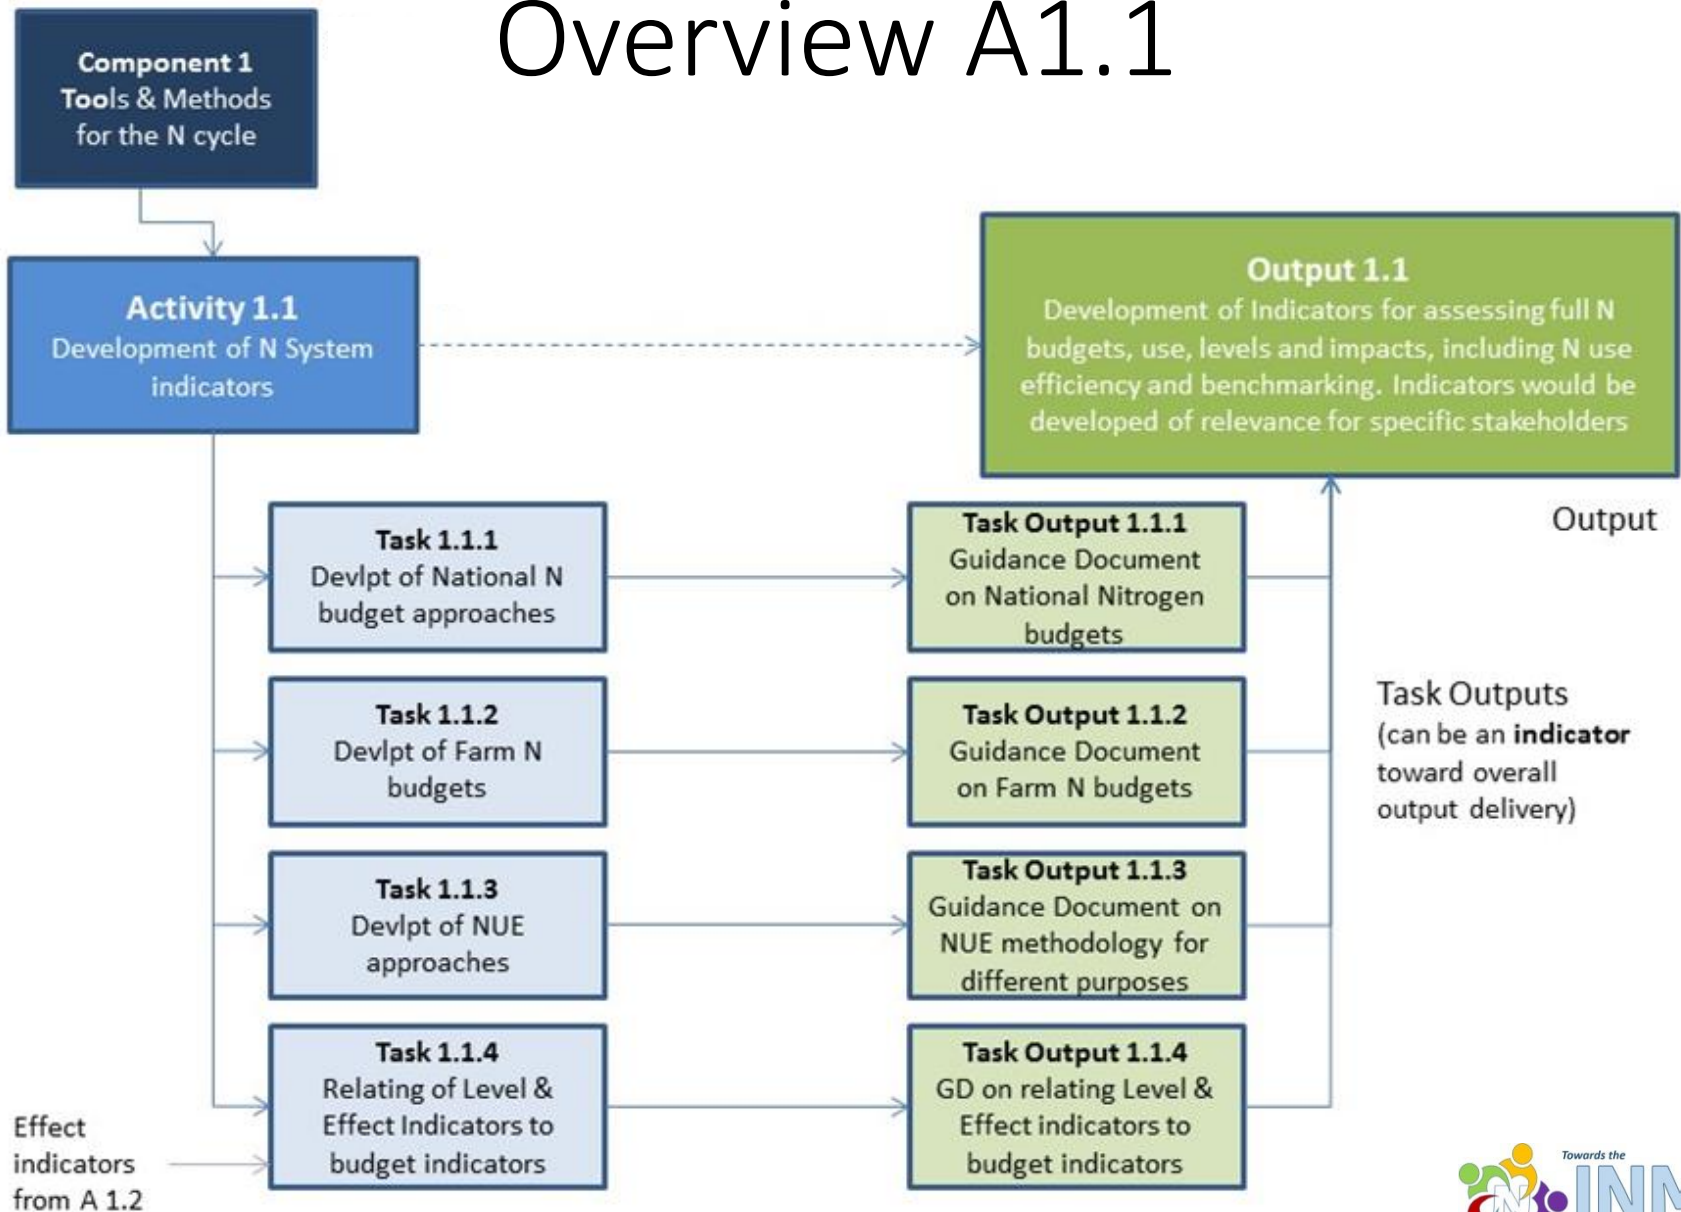 Overview A1.1
Component 1
Tools & Methods
for the N cycle
Activity 1.1
Development of N System
indicators
Output 1.1
Development of Indicators for assessing full N
budgets, use, levels and impacts, including N use
efficiency and benchmarking. Indicators would be
developed of relevance for specific stakeholders
Output
Task 1.1.1
Devlpt of National N
budget approaches
Task Output 1.1.1
Guidance Document
on National Nitrogen
budgets
Task 1.1.2
Devlpt of Farm N
budgets
Task Output 1.1.2
Guidance Document
on Farm N budgets
Task Outputs
(can be an indicator
toward overall
output delivery)
Task 1.1.3
Devlpt of NUE
approaches
Task Output 1.1.3
Guidance Document on
NUE methodology for
different purposes
Task 1.1.4
Relating of Level &
Effect Indicators to
budget indicators
Task Output 1.1.4
GD on relating Level &
Effect indicators to
budget indicators
Effect
indicators
from A 1.2
Towards the
N